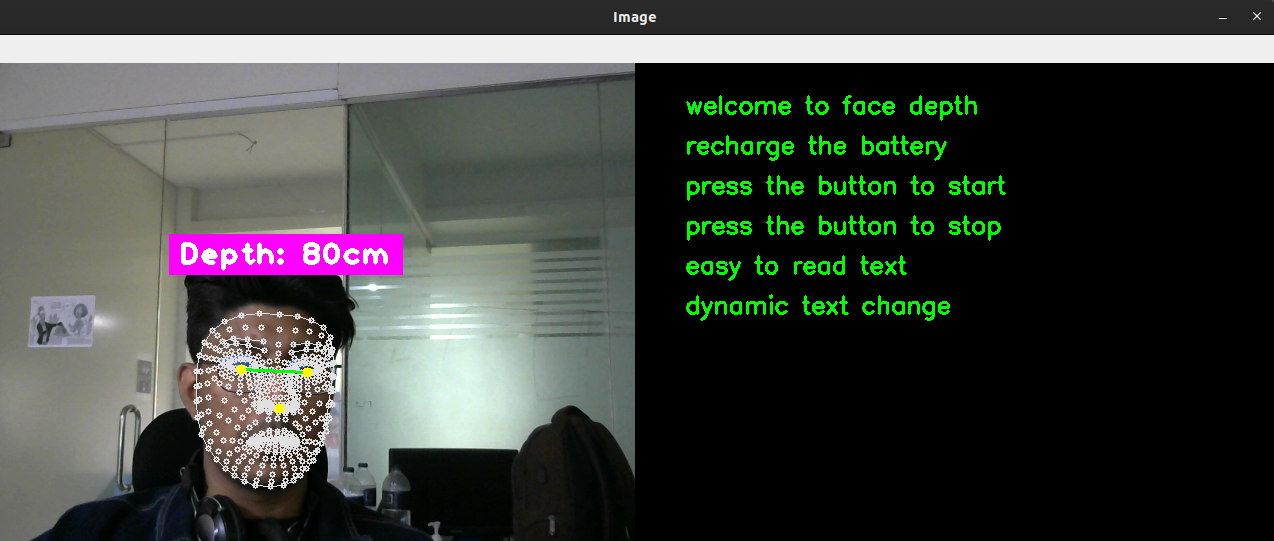 Image
Depth: 80cm
welcome to face depth
recharge the battery
press the button to start
press the button to stop
easy to read text
dynamic text change